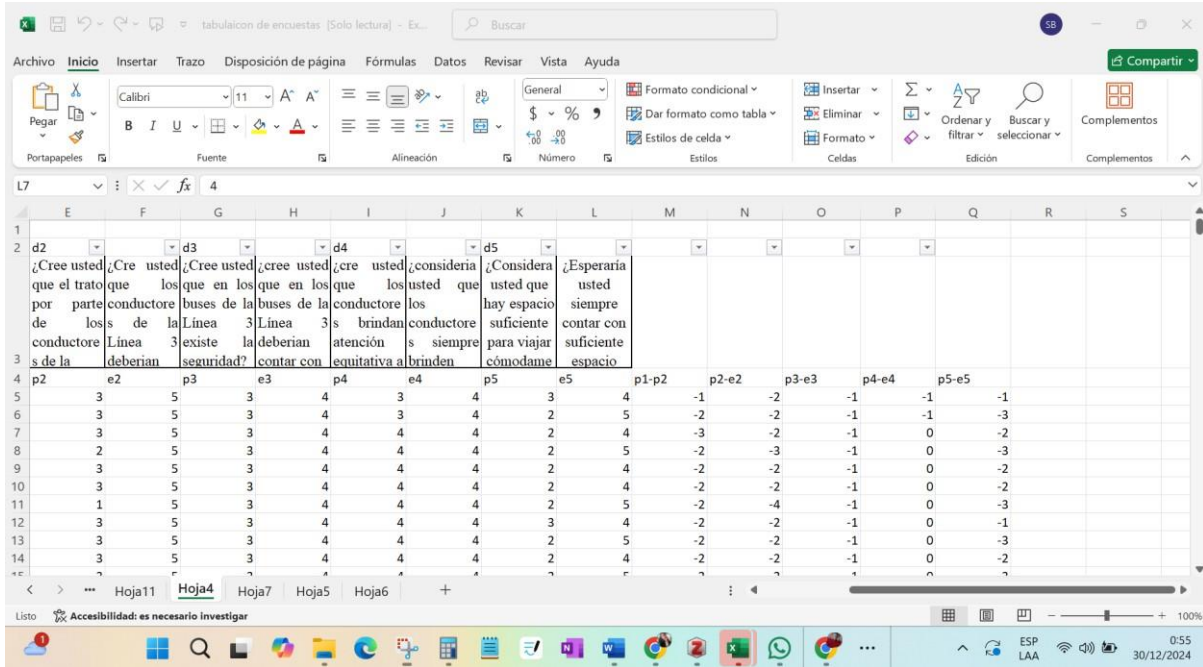 tabulaicon de encuestas [Solo lectura] - Ex...
Buscar
SB
Archivo Inicio Insertar Trazo Disposición de página Fórmulas Datos Revisar Vista Ayuda
Compartir
Pegar
Calibri 11 A^ A˅
N K S
General
$ % 9
Formato condicional
Dar formato como tabla
Estilos de celda
Insertar
Eliminar
Formato
Ordenar y filtrar
Buscar y seleccionar
Complementos
Portapapeles Fuente Alineación Número Estilos Celdas Edición Complementos
L7 fx 4
E F G H I J K L M N O P Q R S
1
2 d2 d3 d4 d5
¿Cree usted ¿Cre usted ¿Cree usted ¿cree usted ¿cre usted ¿consideria ¿Considera ¿Esperaría
que el trato que los que en los que en los que los usted que usted que usted
por parte conductore buses de la buses de la conductore los hay espacio siempre
de los s de la Línea 3 Línea 3 s brindan conductore suficiente contar con
conductore Línea 3 existe la deberian atención s siempre para viajar suficiente
3 s de la deberian seguridad? contar con equitativa a brinden cómodame espacio
4 p2 e2 p3 e3 p4 e4 p5 e5 p1-p2 p2-e2 p3-e3 p4-e4 p5-e5
5 3 5 3 4 3 4 3 4 -1 -2 -1 -1 -1
6 3 5 3 4 3 4 2 5 -2 -2 -1 -1 -3
7 3 5 3 4 4 4 2 4 -3 -2 -1 0 -2
8 2 5 3 4 4 4 2 5 -2 -3 -1 0 -3
9 3 5 3 4 4 4 2 4 -2 -2 -1 0 -2
10 3 5 3 4 4 4 2 4 -2 -2 -1 0 -2
11 1 5 3 4 4 4 2 5 -2 -4 -1 0 -3
12 3 5 3 4 4 4 3 4 -2 -2 -1 0 -1
13 3 5 3 4 4 4 2 5 -2 -2 -1 0 -3
14 3 5 3 4 4 4 2 4 -2 -2 -1 0 -2
... Hoja11 Hoja4 Hoja7 Hoja5 Hoja6 +
Listo Accesibilidad: es necesario investigar 100%
ESP
LAA
0:55
30/12/2024